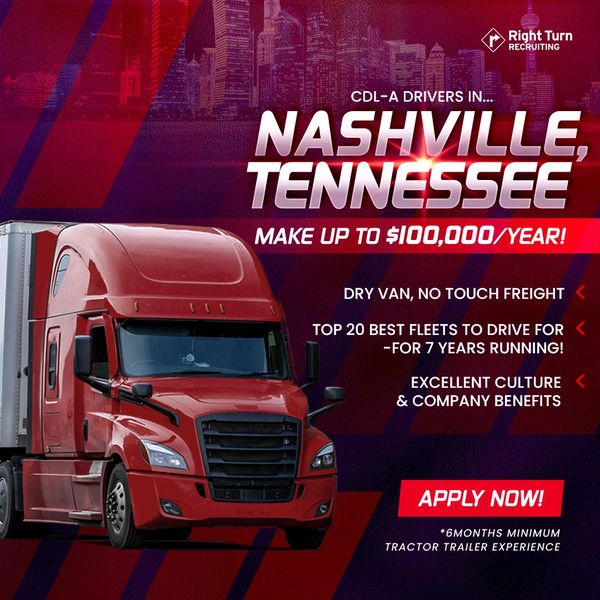 Right Turn
RECRUITING
CDL-A DRIVERS IN...
NASHVILLE,
TENNESSEE
MAKE UP TO $100,000/YEAR!
DRY VAN, NO TOUCH FREIGHT
TOP 20 BEST FLEETS TO DRIVE FOR
-FOR 7 YEARS RUNNING!
EXCELLENT CULTURE
& COMPANY BENEFITS
APPLY NOW!
*6MONTHS MINIMUM
TRACTOR TRAILER EXPERIENCE